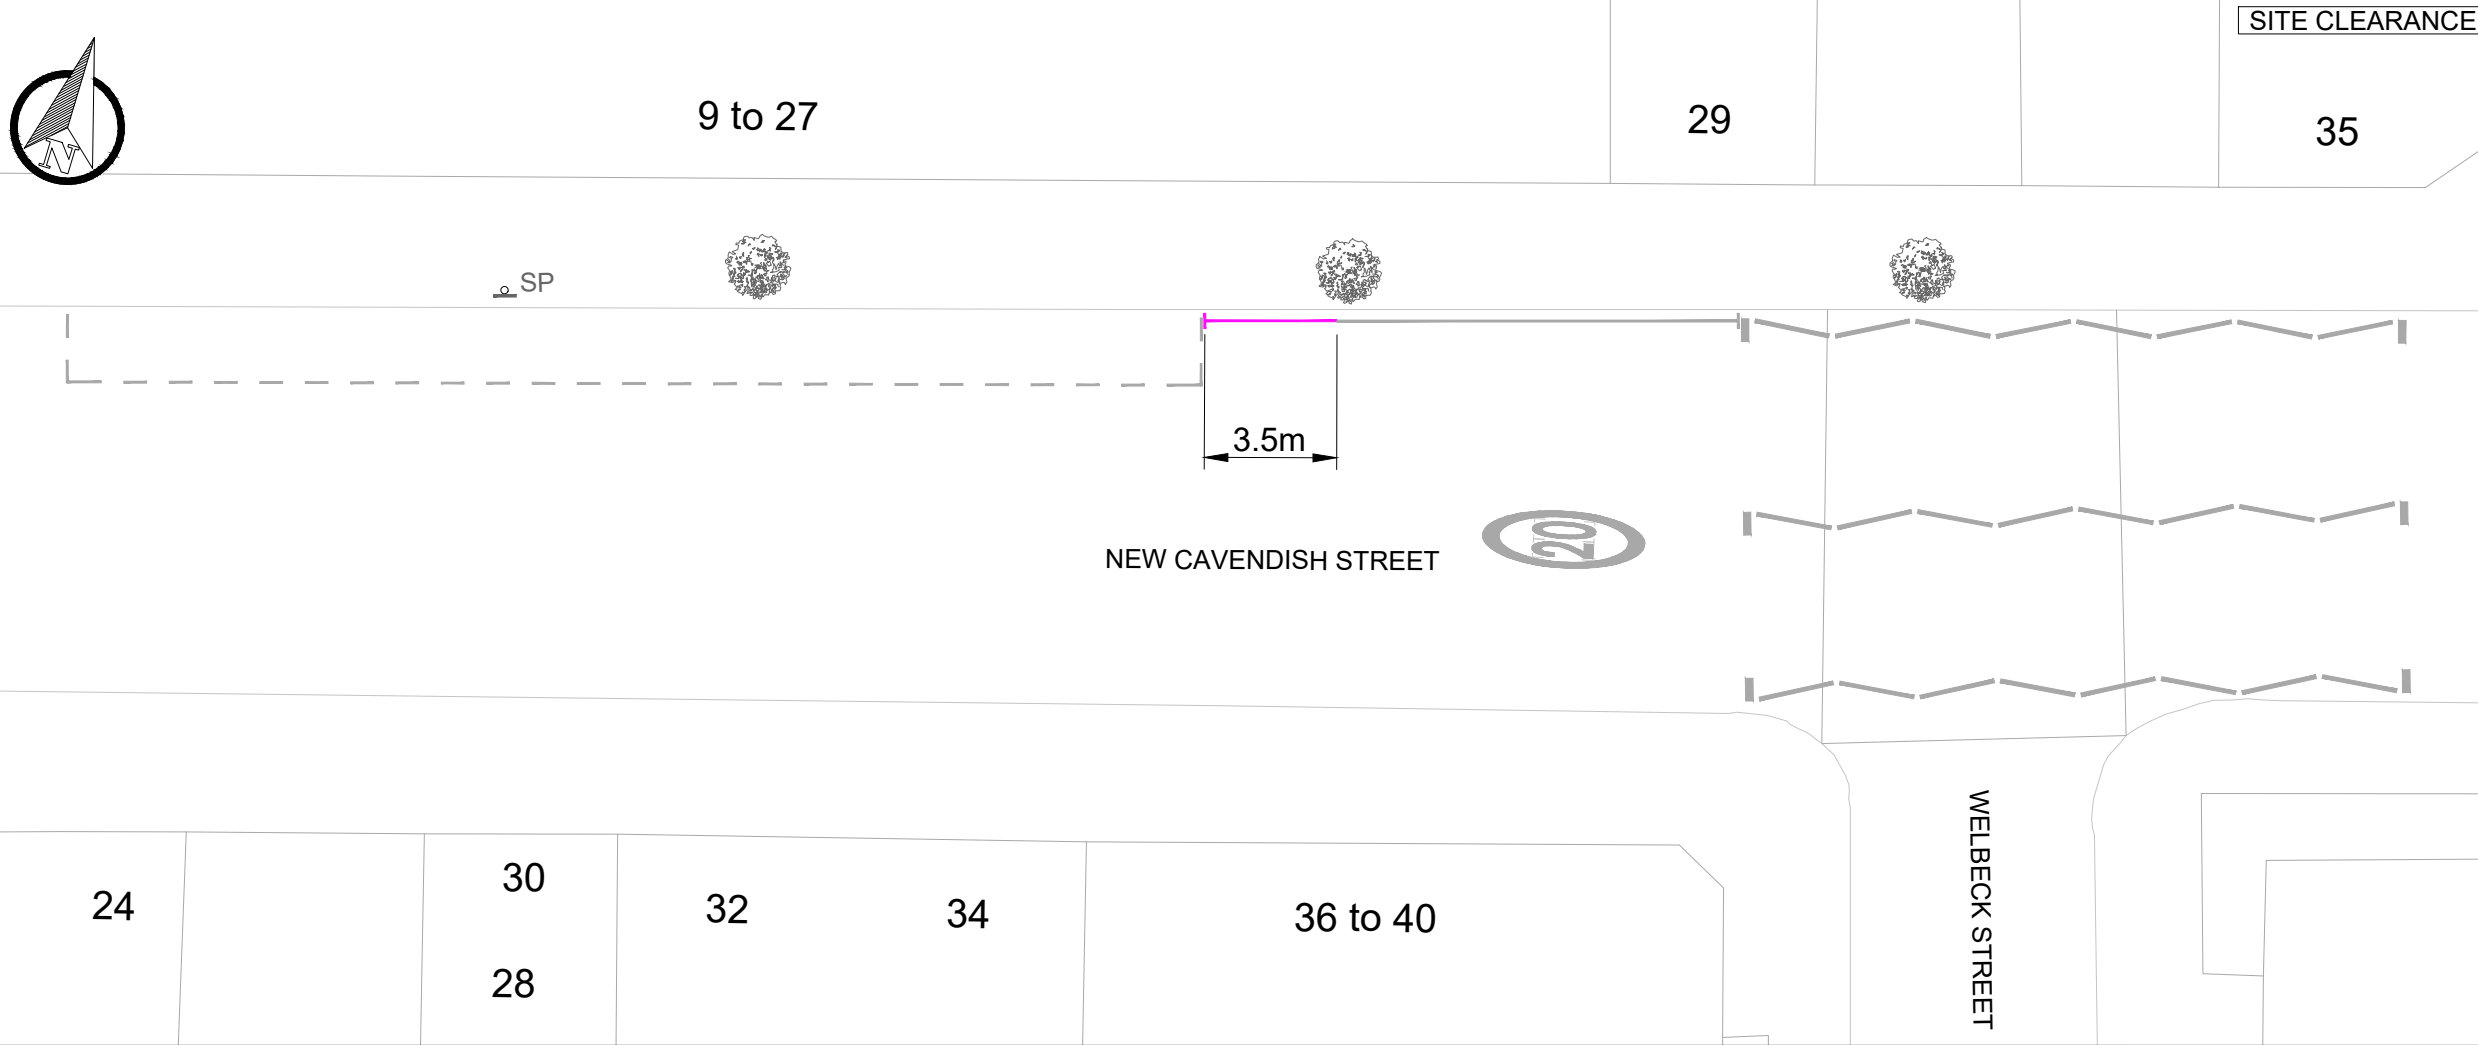 SITE CLEARANCE
N
9 to 27
29
35
SP
3.5m
20
NEW CAVENDISH STREET
WELBECK STREET
24
30
28
32
34
36 to 40